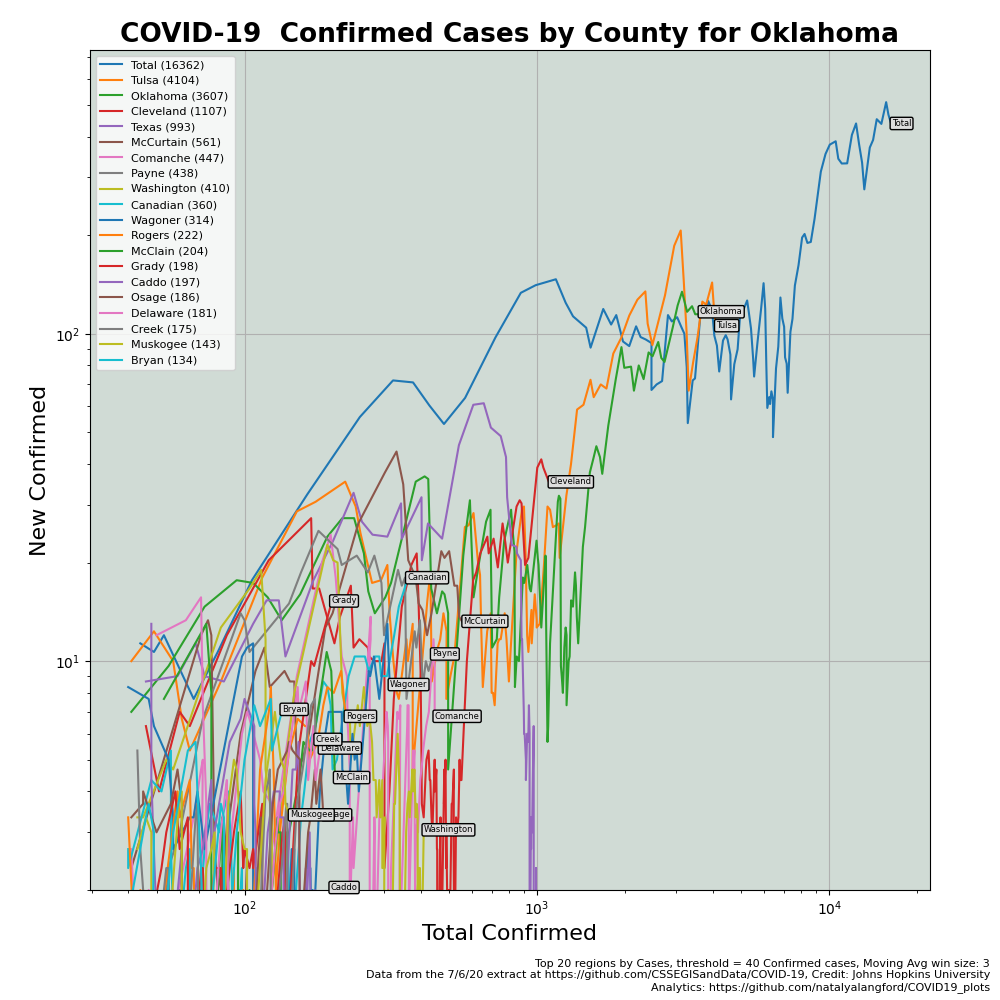 COVID-19  Confirmed Cases by County for Oklahoma
Total (16362)
Tulsa (4104)
Oklahoma (3607)
Cleveland (1107)
Texas (993)
McCurtain (561)
Comanche (447)
Payne (438)
Washington (410)
Canadian (360)
Wagoner (314)
Rogers (222)
McClain (204)
Grady (198)
Caddo (197)
Osage (186)
Delaware (181)
Creek (175)
Muskogee (143)
Bryan (134)
Total
Oklahoma
Tulsa
Cleveland
Canadian
Grady
McCurtain
Payne
Wagoner
Bryan
Rogers
Comanche
Creek
Delaware
McClain
Muskogee
age
Washington
Caddo
New Confirmed
10²
10¹
10²
10³
10⁴
Total Confirmed
Top 20 regions by Cases, threshold = 40 Confirmed cases, Moving Avg win size: 3
Data from the 7/6/20 extract at https://github.com/CSSEGISandData/COVID-19, Credit: Johns Hopkins University
Analytics: https://github.com/natalyalangford/COVID19_plots